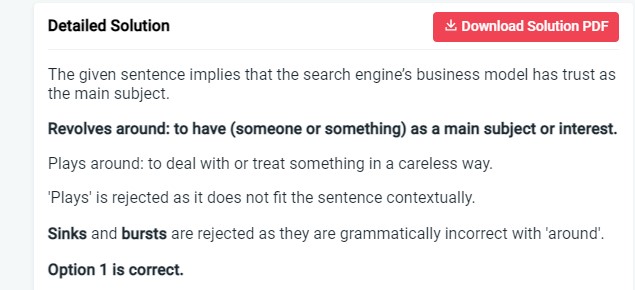 Detailed Solution
Download Solution PDF
The given sentence implies that the search engine's business model has trust as
the main subject.
Revolves around: to have (someone or something) as a main subject or interest.
Plays around: to deal with or treat something in a careless way.
'Plays' is rejected as it does not fit the sentence contextually.
Sinks and bursts are rejected as they are grammatically incorrect with 'around'.
Option 1 is correct.